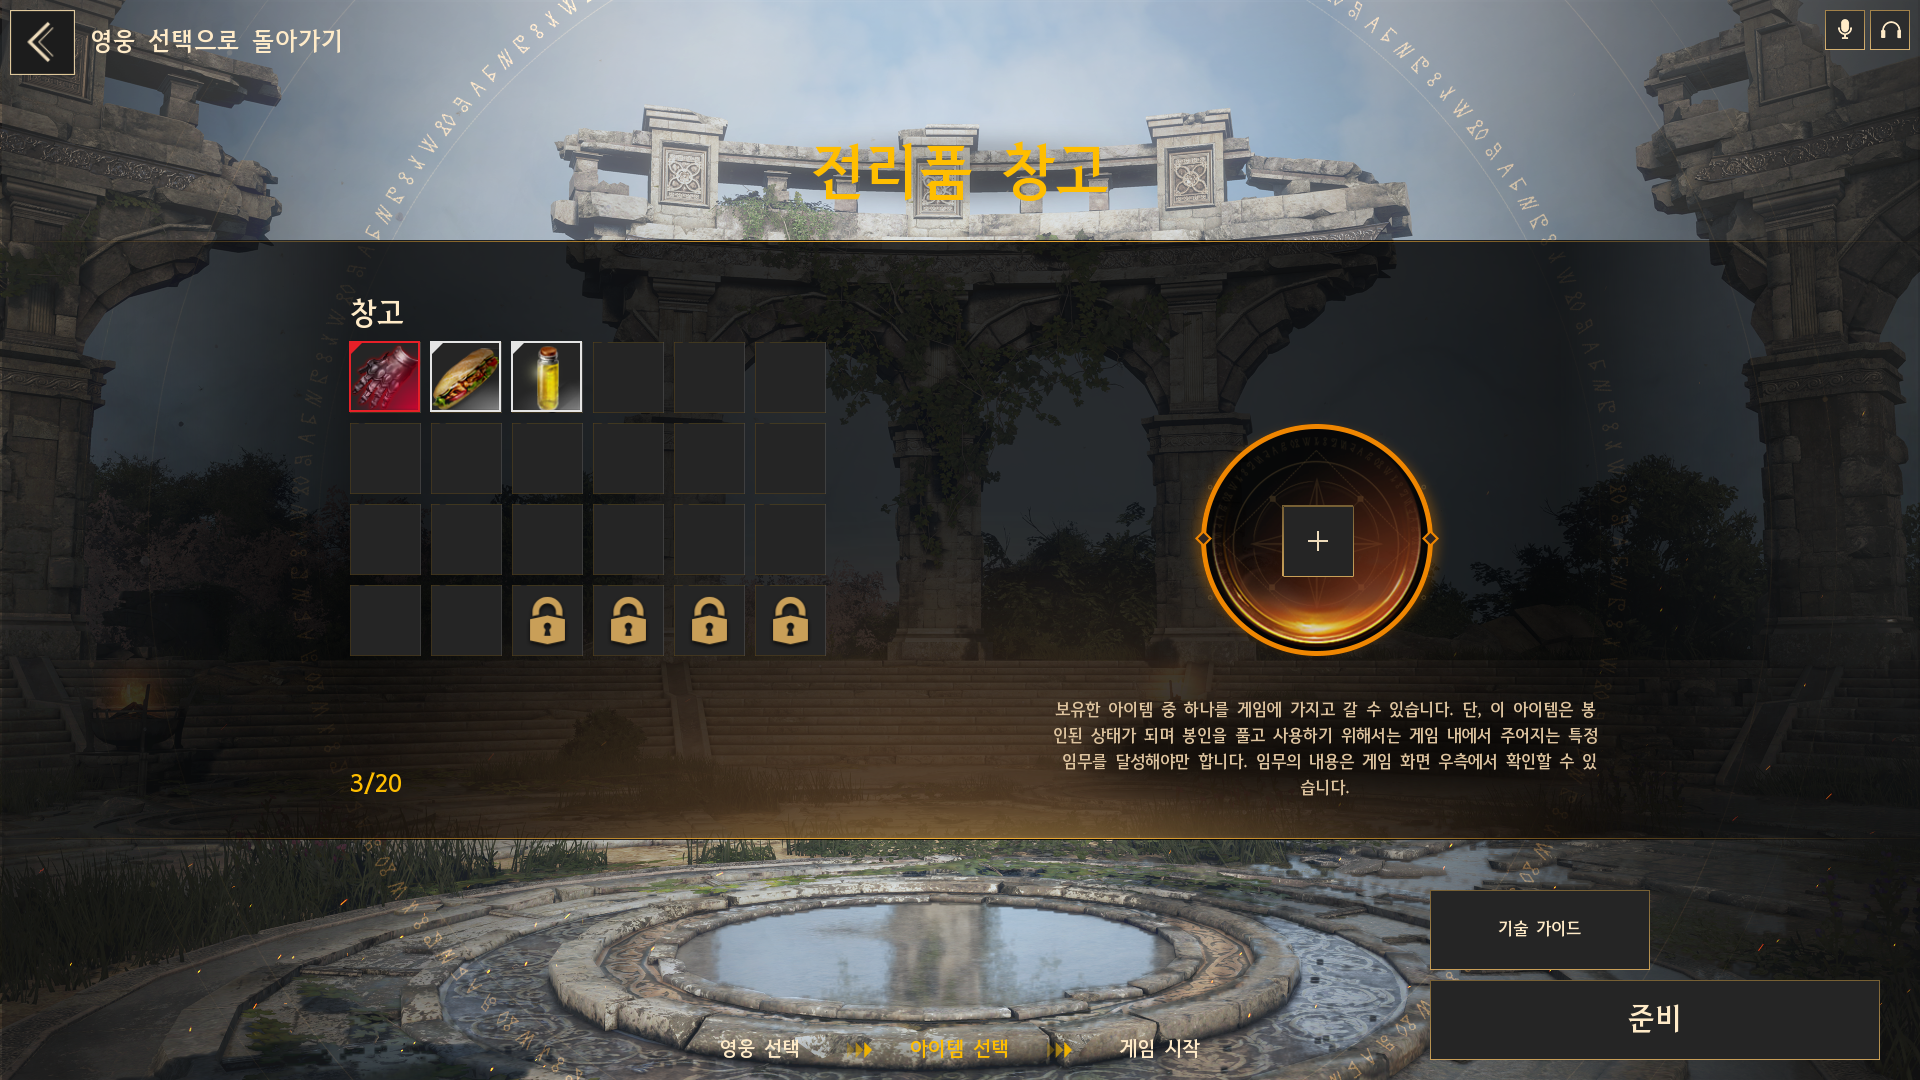 영웅 선택으로 돌아가기
전리품 창고
창고
3/20
보유한 아이템 중 하나를 게임에 가지고 갈 수 있습니다. 단, 이 아이템은 봉
인된 상태가 되며 봉인을 풀고 사용하기 위해서는 게임 내에서 주어지는 특정
임무를 달성해야만 합니다. 임무의 내용은 게임 화면 우측에서 확인할 수 있
습니다.
기술 가이드
준비
영웅 선택
아이템 선택
게임 시작